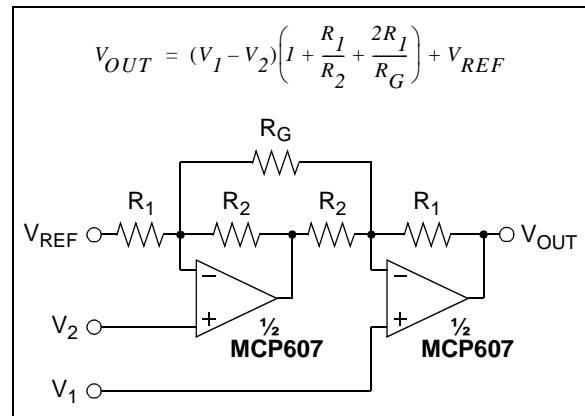 V_OUT = (V_1 – V_2)(1 + R_1/R_2 + 2R_1/R_G) + V_REF
R_G
R_1 R_2 R_2 R_1
V_REF V_OUT
– –
+ +
V_2 ½ ½
MCP607 MCP607
V_1